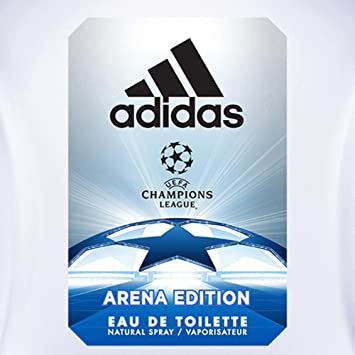 adidas
UEFA
CHAMPIONS
LEAGUE
ARENA EDITION
EAU DE TOILETTE
NATURAL SPRAY / VAPORISATEUR